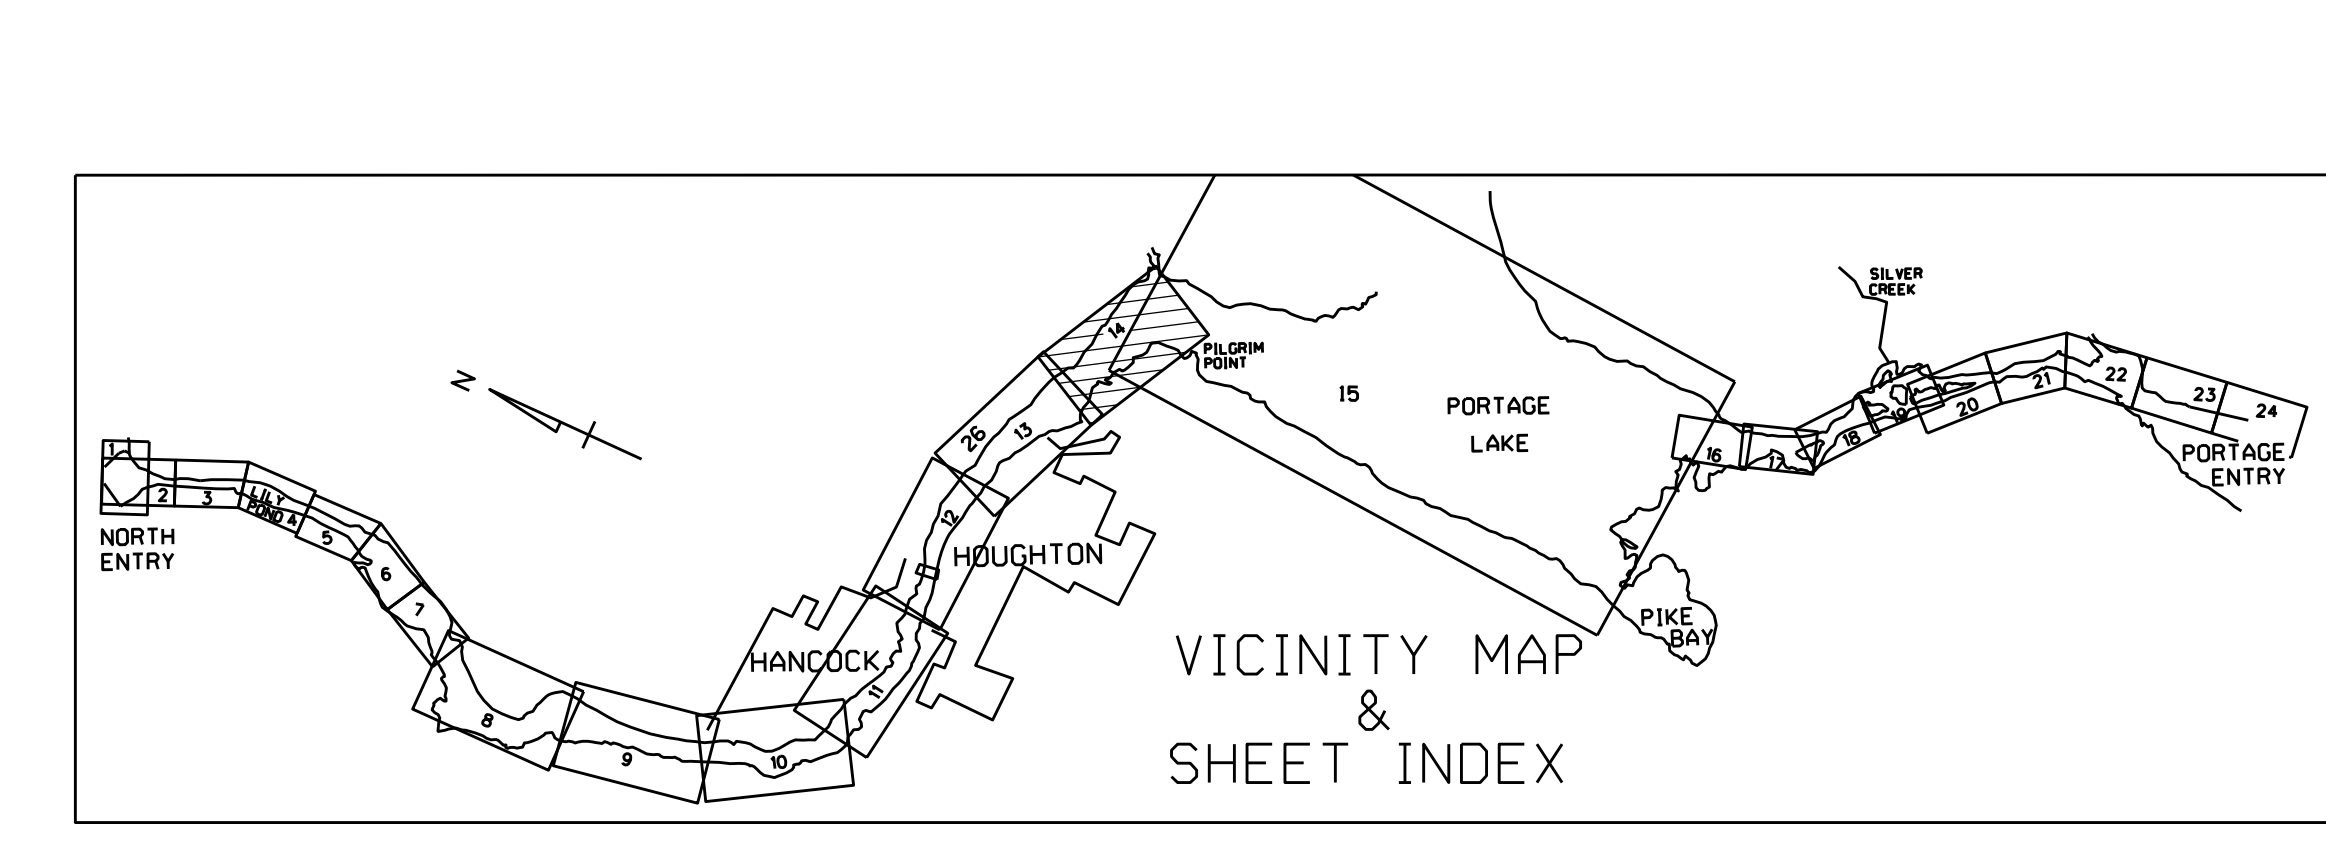 1
2
3
LILY
POND 4
5
6
7
8
9
10
11
12
26
13
14
15
16
17
18
19
20
21
22
23
24
N
NORTH
ENTRY
HANCOCK
HOUGHTON
PILGRIM
POINT
PORTAGE
LAKE
SILVER
CREEK
PORTAGE
ENTRY
PIKE
BAY
VICINITY MAP
&
SHEET INDEX